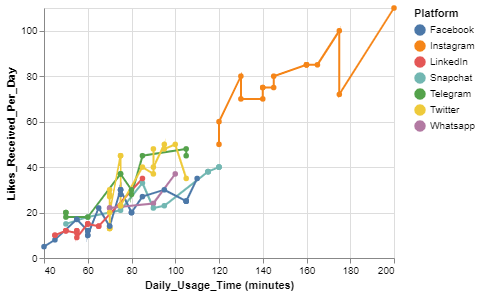 Platform
Facebook
Instagram
LinkedIn
Snapchat
Telegram
Twitter
Whatsapp
Likes_Received_Per_Day
100
80
60
40
20
0
40 60 80 100 120 140 160 180 200
Daily_Usage_Time (minutes)